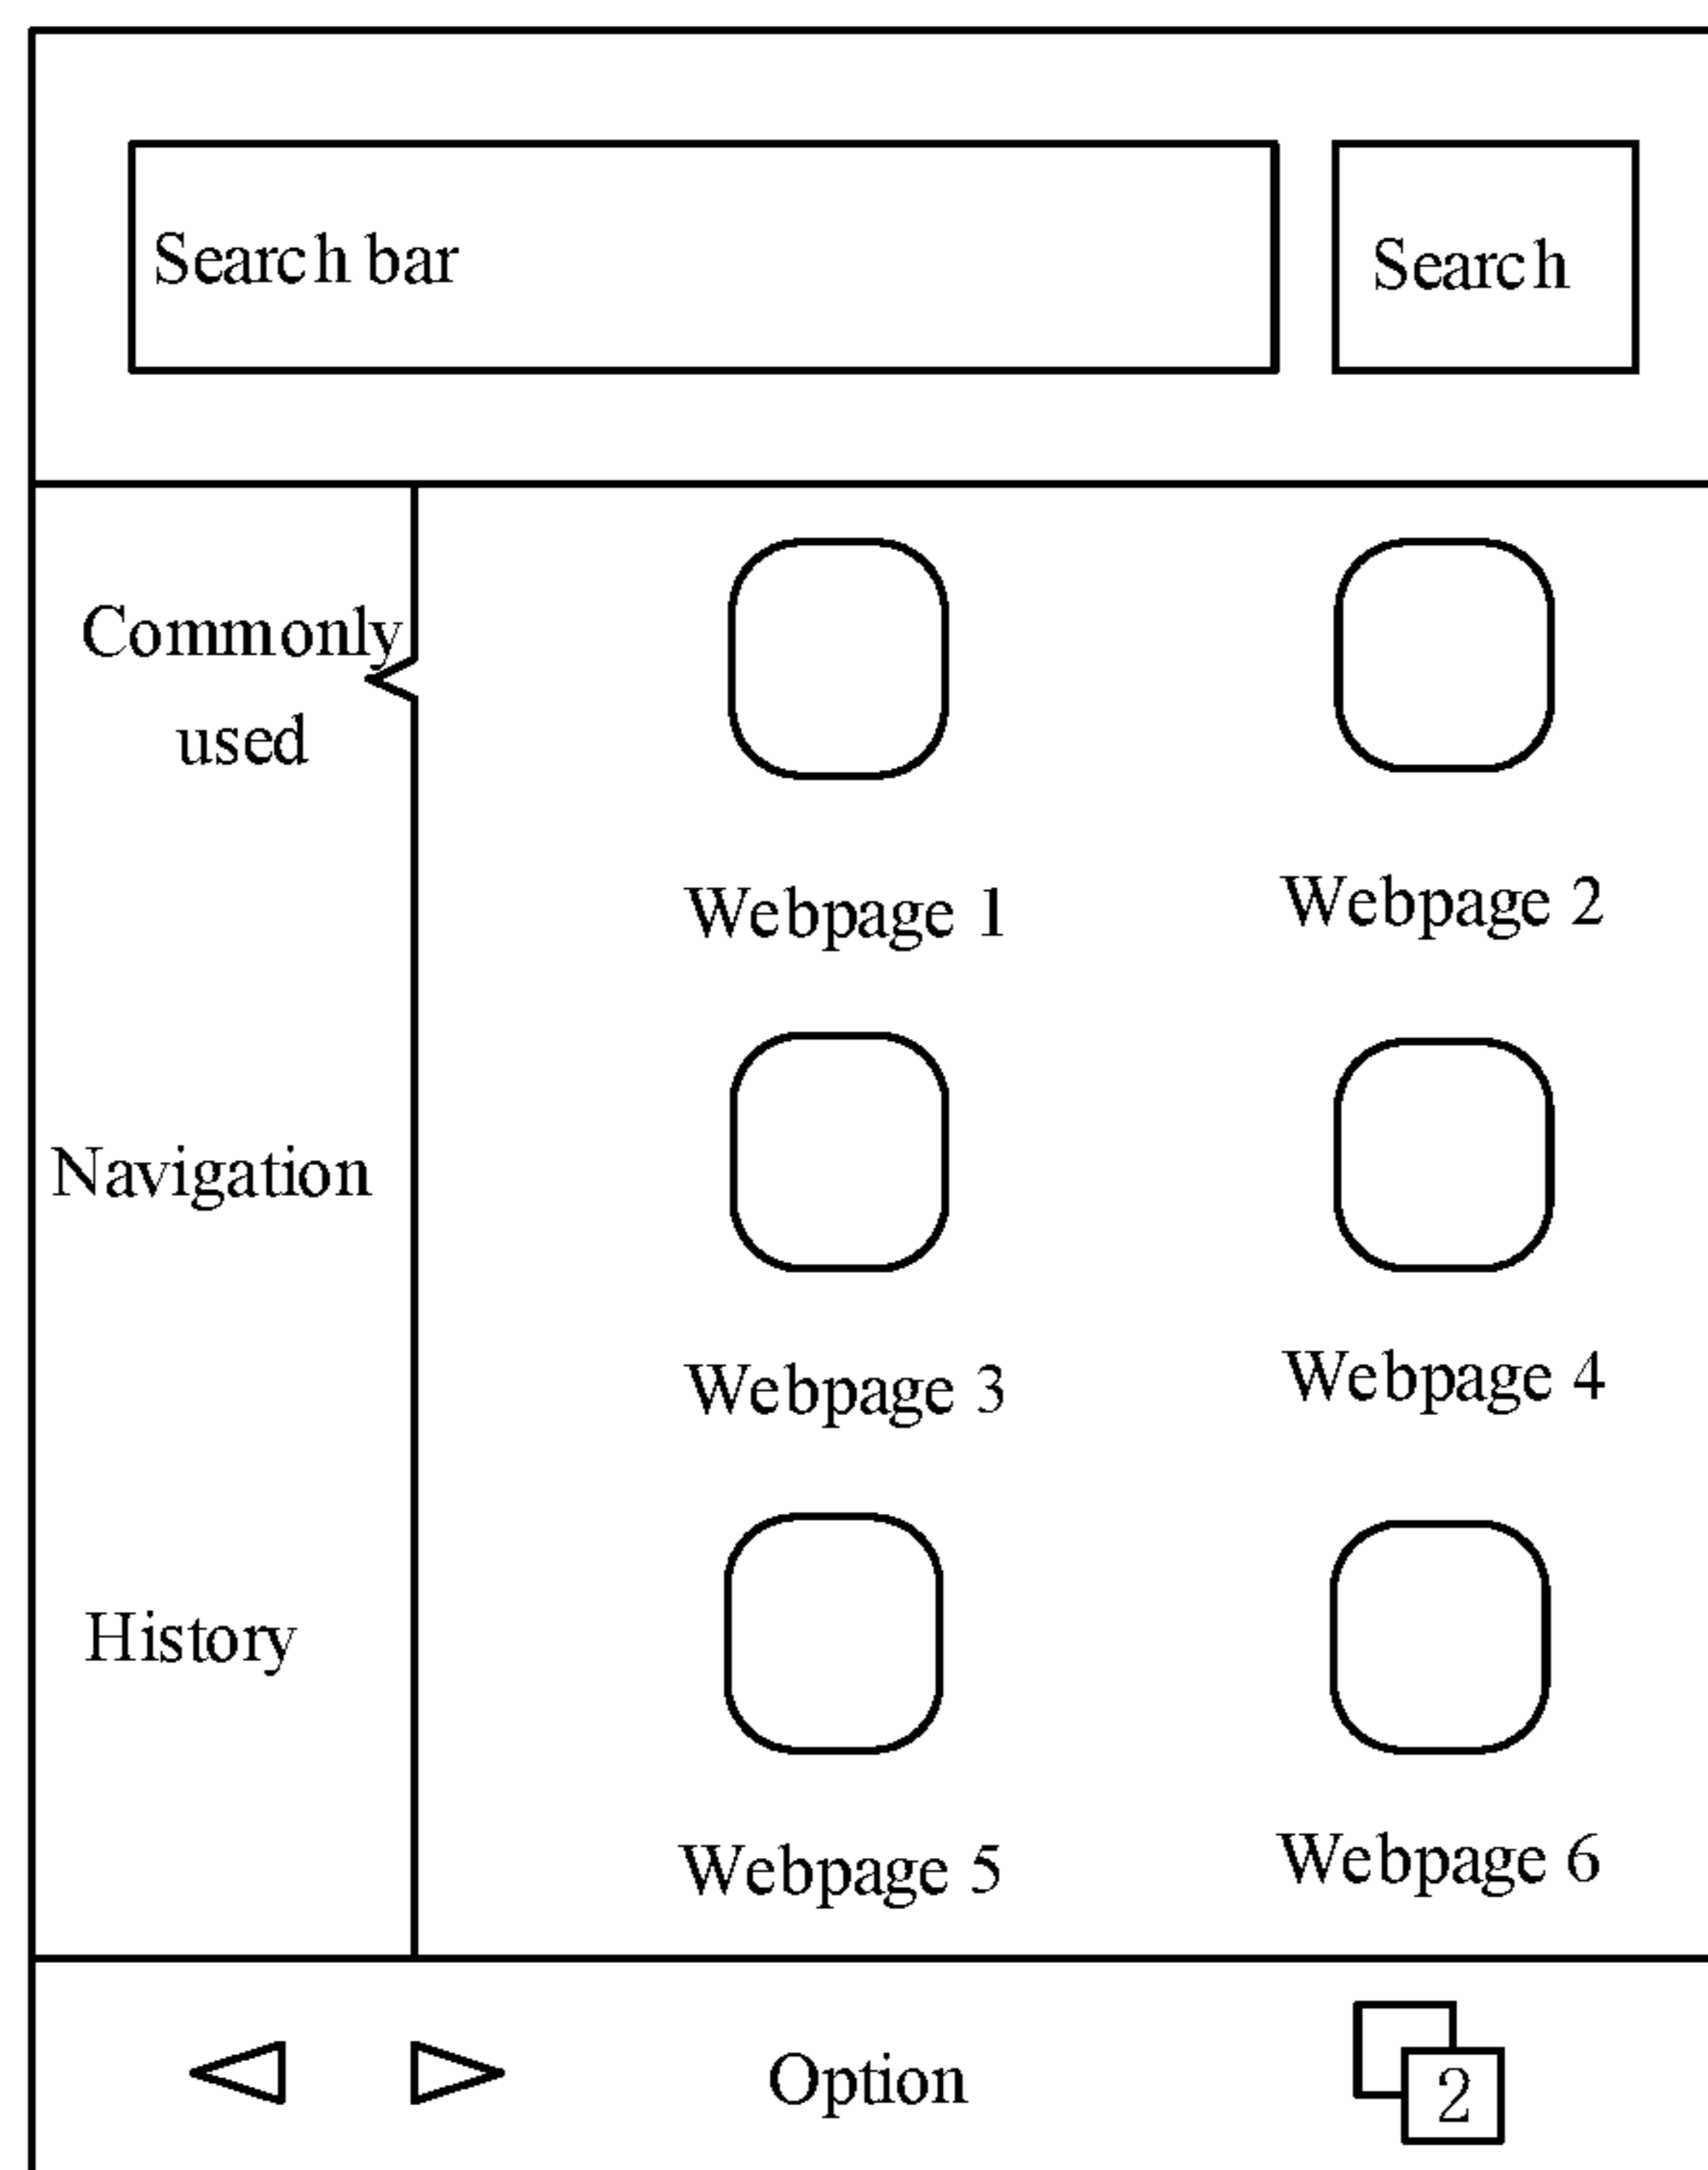 Search bar
Search
Commonly
used
Webpage 1
Webpage 2
Navigation
Webpage 3
Webpage 4
History
Webpage 5
Webpage 6
Option
2